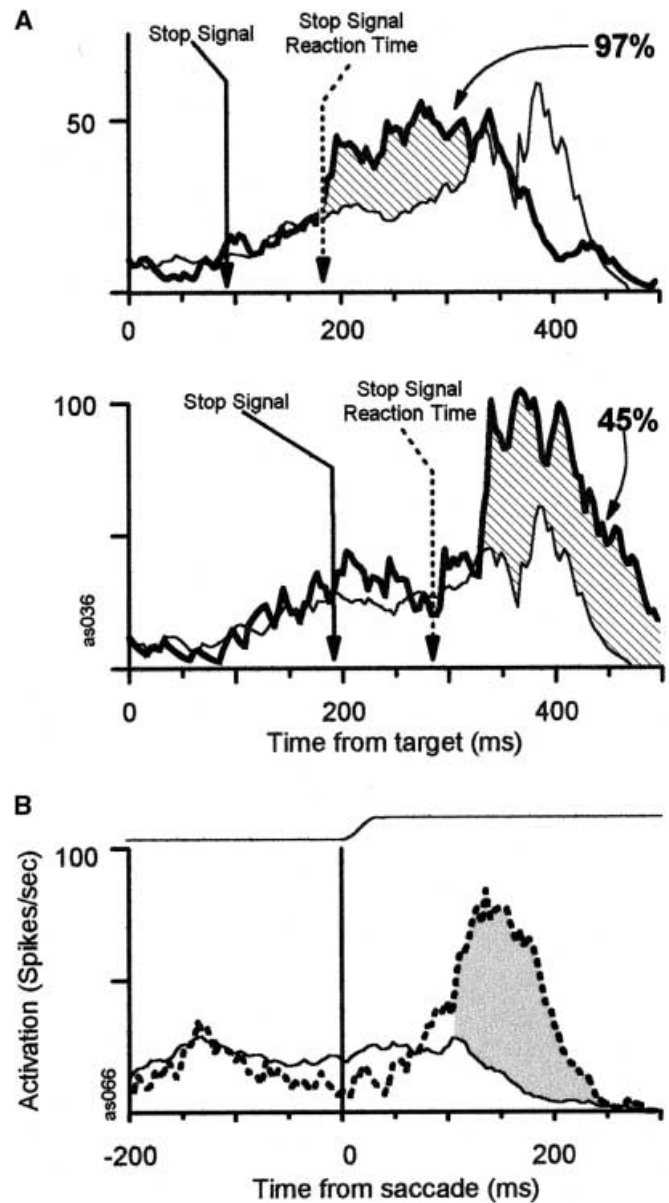 A
Stop Signal
Stop Signal
Reaction Time
97%
50
0
200
400
100
Stop Signal
Stop Signal
Reaction Time
45%
as036
0
200
400
Time from target (ms)
B
100
Activation (Spikes/sec)
as066
-200
0
200
Time from saccade (ms)